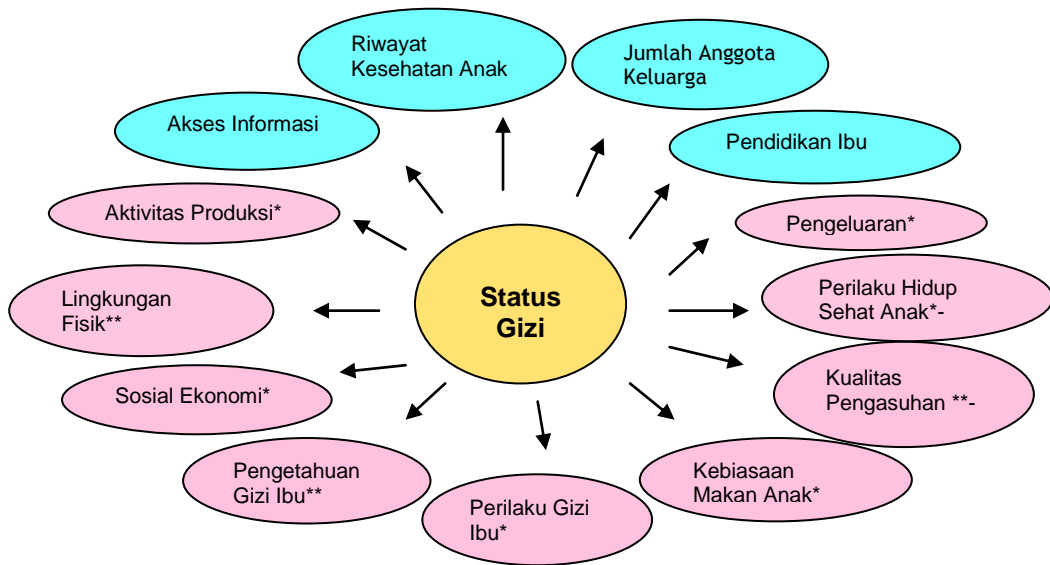 Riwayat
Kesehatan Anak
Jumlah Anggota
Keluarga
Akses Informasi
Pendidikan Ibu
Aktivitas Produksi*
Pengeluaran*
Lingkungan
Fisik**
Status
Gizi
Perilaku Hidup
Sehat Anak*-
Sosial Ekonomi*
Kualitas
Pengasuhan **-
Pengetahuan
Gizi Ibu**
Perilaku Gizi
Ibu*
Kebiasaan
Makan Anak*